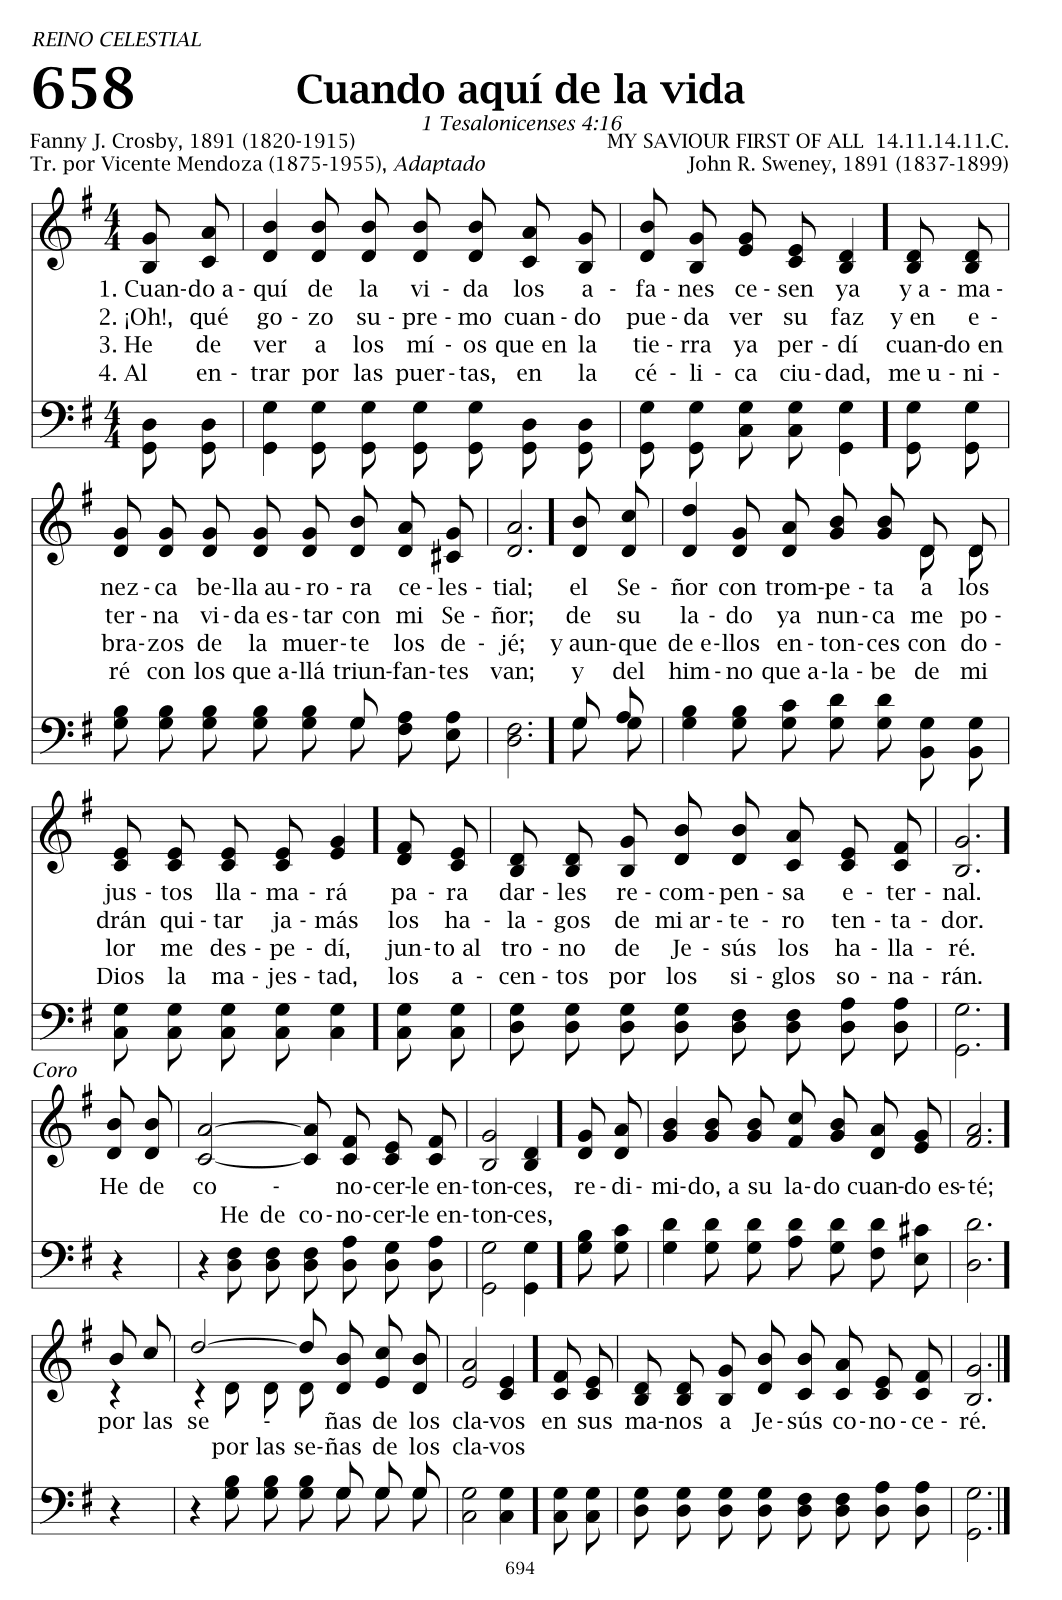 REINO CELESTIAL
658
Cuando aquí de la vida
1 Tesalonicenses 4:16
Fanny J. Crosby, 1891 (1820-1915)
MY SAVIOUR FIRST OF ALL 14.11.14.11.C.
Tr. por Vicente Mendoza (1875-1955), Adaptado
John R. Sweney, 1891 (1837-1899)
1. Cuan-do a-quí de la vi - da los a - fa - nes ce - sen ya y a - ma -
2. ¡Oh!, qué go - zo su - pre - mo cuan - do pue - da ver su faz y en e -
3. He de ver a los mí - os que en la tie - rra ya per - dí cuan-do en
4. Al en - trar por las puer - tas, en la cé - li - ca ciu - dad, me u - ni -
nez - ca be - lla au - ro - ra ce - les - tial; el Se - ñor con trom - pe - ta a los
ter - na vi - da es - tar con mi Se - ñor; de su la - do ya nun - ca me po -
bra - zos de la muer - te los de - jé; y aun - que de e - llos en - ton - ces con do -
ré con los que a - llá triun - fan - tes van; y del him - no que a - la - be de mi
jus - tos lla - ma - rá pa - ra dar - les re - com - pen - sa e - ter - nal.
drán qui - tar ja - más los ha - la - gos de mi ar - te - ro ten - ta - dor.
lor me des - pe - dí, jun - to al tro - no de Je - sús los ha - lla - ré.
Dios la ma - jes - tad, los a - cen - tos por los si - glos so - na - rán.
Coro
He de co - no-cer-le en-ton-ces, re - di - mi-do, a su la-do cuan-do es-té;
He de co-no-cer-le en-ton-ces,
por las se - ñas de los cla-vos en sus ma-nos a Je-sús co-no-ce - ré.
por las se-ñas de los cla-vos
694